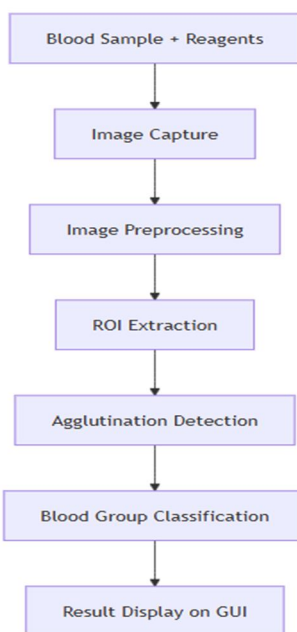 Blood Sample + Reagents
Image Capture
Image Preprocessing
ROI Extraction
Agglutination Detection
Blood Group Classification
Result Display on GUI